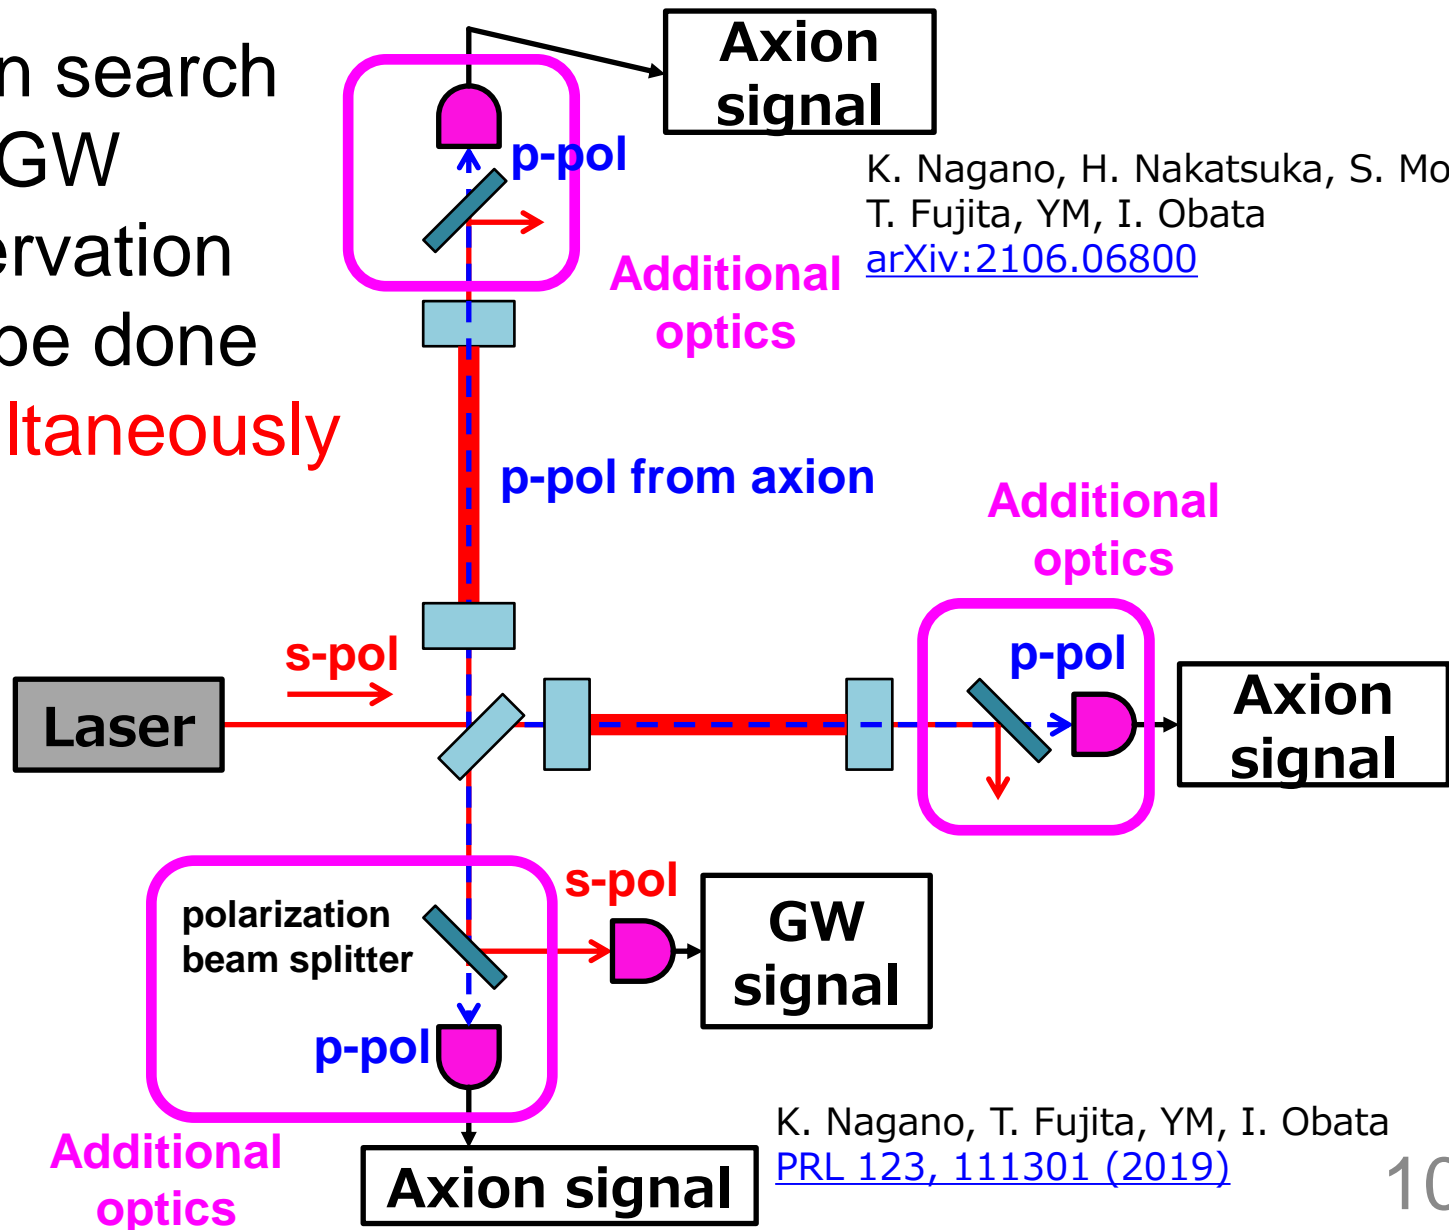 n search
GW
ervation
be done
ltaneously
Axion
signal
p-pol
K. Nagano, H. Nakatsuka, S. Mo
T. Fujita, YM, I. Obata
arXiv:2106.06800
Additional
optics
p-pol from axion
Additional
optics
s-pol
p-pol
Laser
Axion
signal
polarization
beam splitter
s-pol
GW
signal
p-pol
Additional
optics
Axion signal
K. Nagano, T. Fujita, YM, I. Obata
PRL 123, 111301 (2019)
10